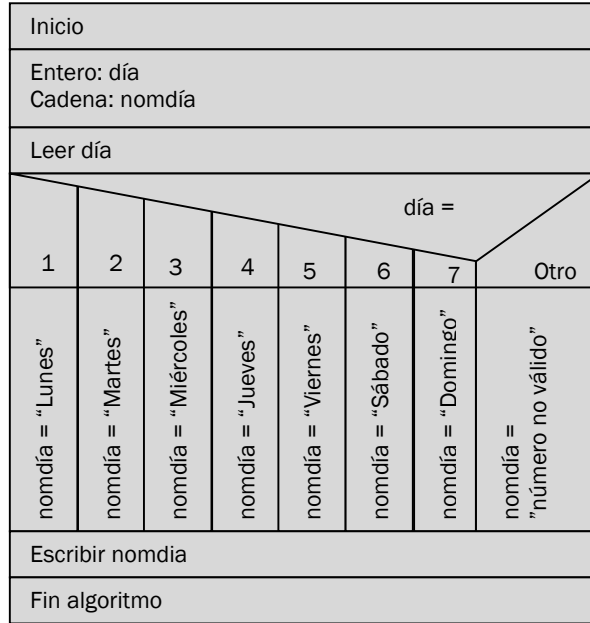 Inicio
Entero: día
Cadena: nomdía
Leer día
día =
1
2
3
4
5
6
7
Otro
nomdía = “Lunes”
nomdía = “Martes”
nomdía = “Miércoles”
nomdía = “Jueves”
nomdía = “Viernes”
nomdía = “Sábado”
nomdía = “Domingo”
nomdía =
”número no válido”
Escribir nomdia
Fin algoritmo